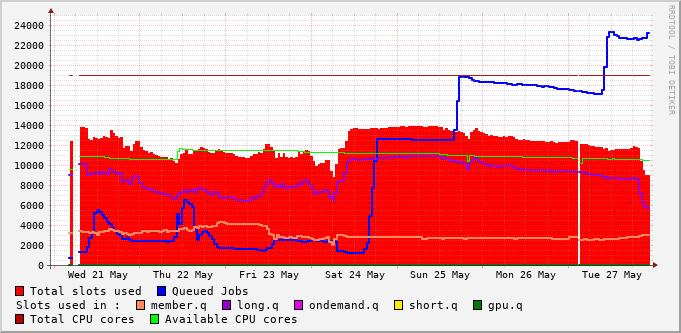 24000
22000
20000
18000
16000
14000
12000
10000
8000
6000
4000
2000
0
Wed 21 May Thu 22 May Fri 23 May Sat 24 May Sun 25 May Mon 26 May Tue 27 May
Total slots used Queued Jobs
Slots used in : member.q long.q ondemand.q short.q gpu.q
Total CPU cores Available CPU cores
RRDTOOL / TOBI OETIKER